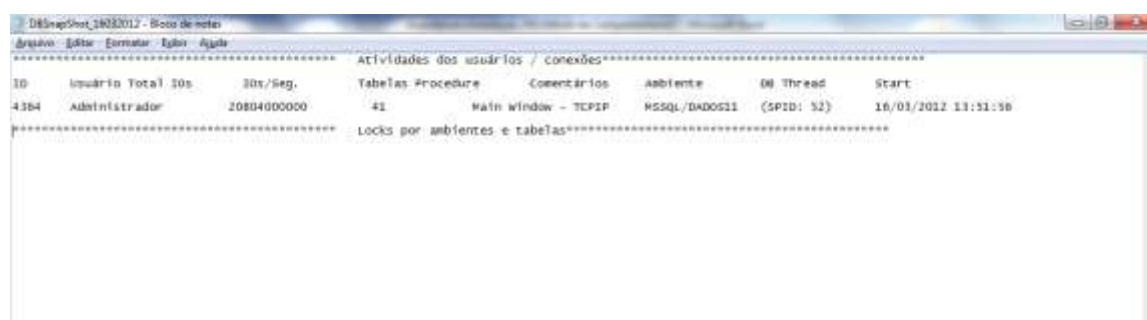 DBSnapShot_16032012 - Bloco de notas
Arquivo Editar Formatar Exibir Ajuda
**************************************** Atividades dos usuários / conexões****************************************
ID Usuário Total IOs IOs/Seg. Tabelas Procedure Comentários Ambiente DB Thread Start
4384 Administrador 20804000000 41 Main Window - TCPIP MSSQL/DADOS11 (SPID: 52) 16/03/2012 13:51:56
**************************************** Locks por ambientes e tabelas****************************************